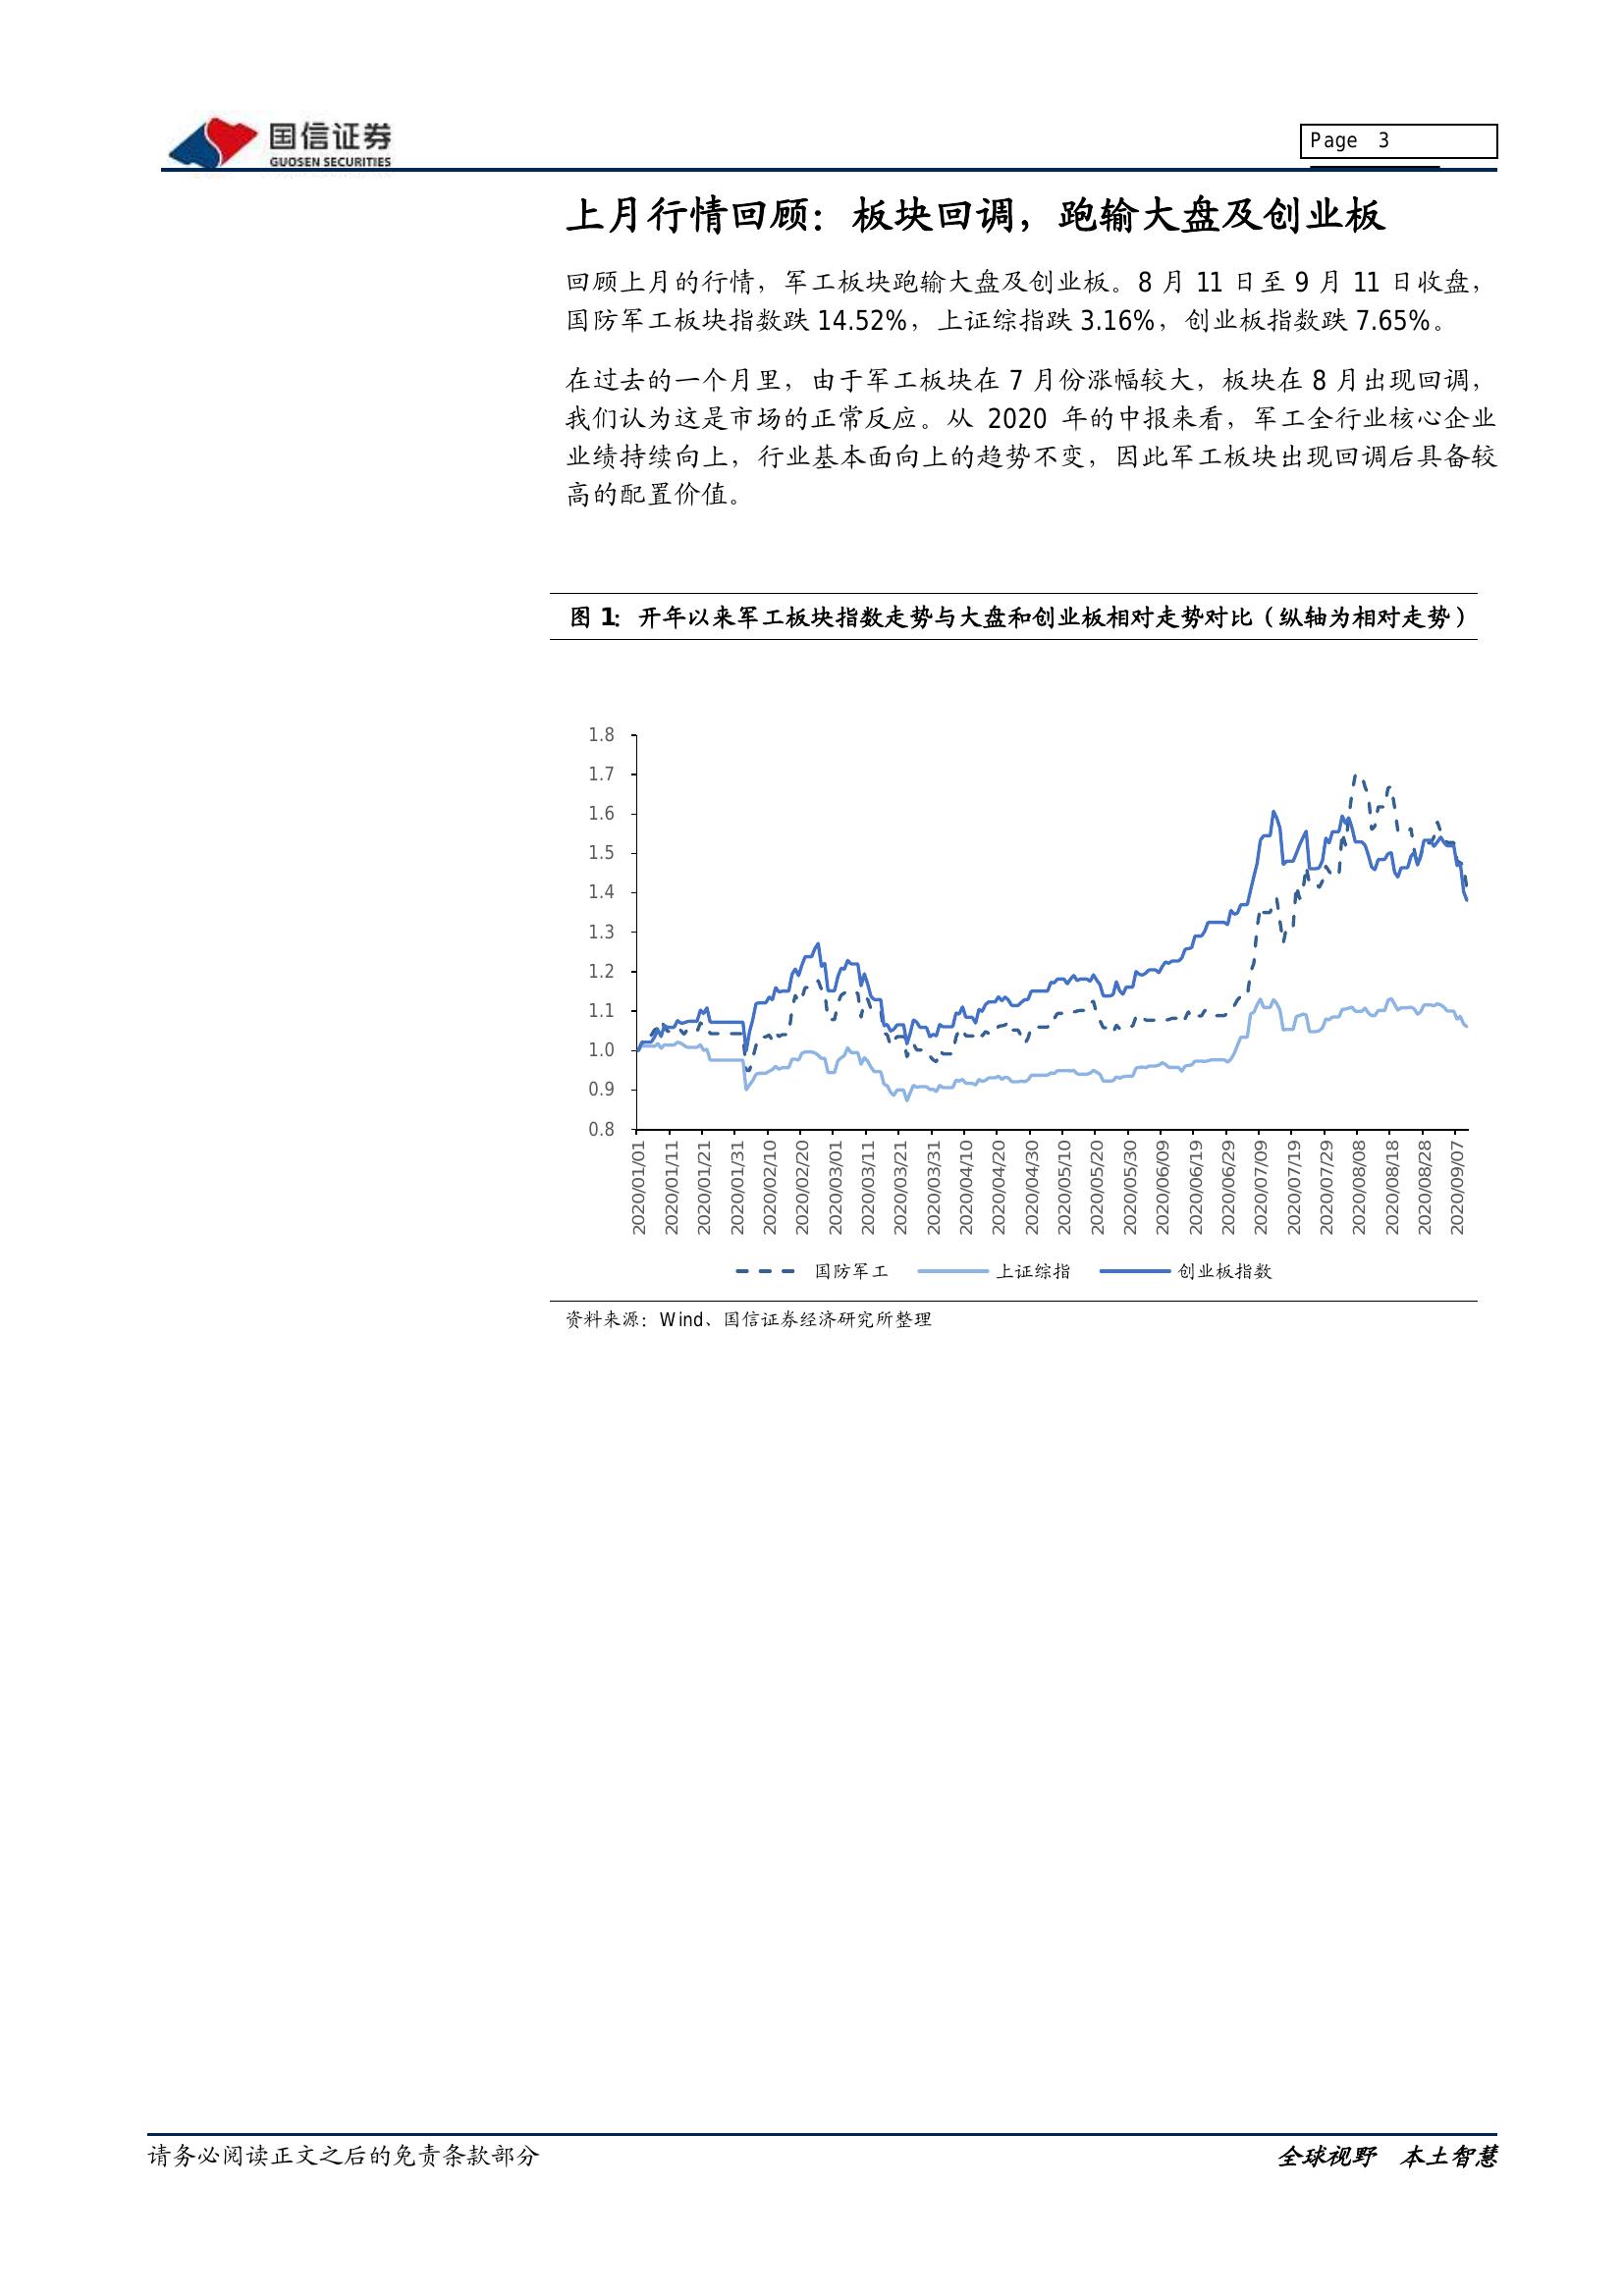 国信证券
GUOSEN SECURITIES
Page 3
上月行情回顾：板块回调，跑输大盘及创业板
回顾上月的行情，军工板块跑输大盘及创业板。8 月 11 日至 9 月 11 日收盘，
国防军工板块指数跌 14.52%，上证综指跌 3.16%，创业板指数跌 7.65%。
在过去的一个月里，由于军工板块在 7 月份涨幅较大，板块在 8 月出现回调，
我们认为这是市场的正常反应。从 2020 年的中报来看，军工全行业核心企业
业绩持续向上，行业基本面向上的趋势不变，因此军工板块出现回调后具备较
高的配置价值。
图 1：开年以来军工板块指数走势与大盘和创业板相对走势对比（纵轴为相对走势）
1.8
1.7
1.6
1.5
1.4
1.3
1.2
1.1
1.0
0.9
0.8
2020/01/01
2020/01/11
2020/01/21
2020/01/31
2020/02/10
2020/02/20
2020/03/01
2020/03/11
2020/03/21
2020/03/31
2020/04/10
2020/04/20
2020/04/30
2020/05/10
2020/05/20
2020/05/30
2020/06/09
2020/06/19
2020/06/29
2020/07/09
2020/07/19
2020/07/29
2020/08/08
2020/08/18
2020/08/28
2020/09/07
国防军工 上证综指 创业板指数
资料来源：Wind、国信证券经济研究所整理
请务必阅读正文之后的免责条款部分
全球视野 本土智慧